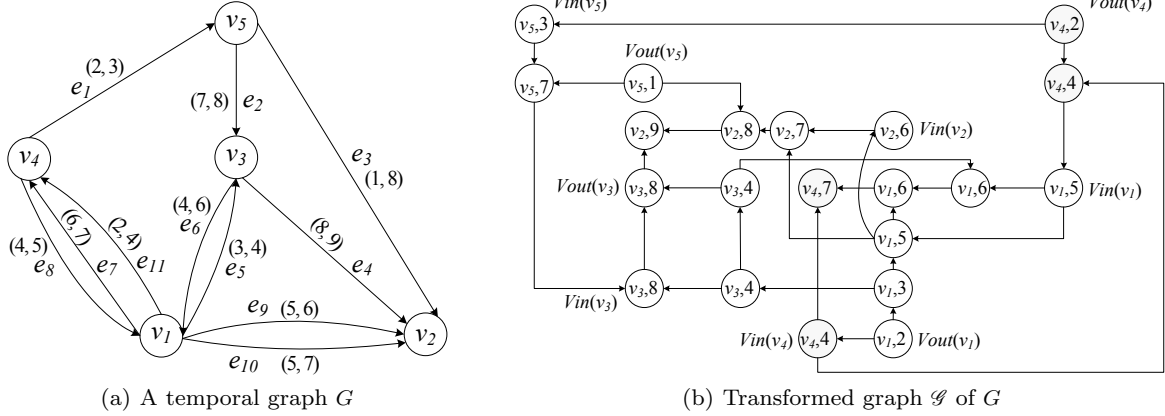 Vin(v5)
Vout(v4)
v5
v5,3
v4,2
Vout(v5)
(2, 3)
e1
v5,7
v5,1
v4,4
(7, 8)
e2
v2,9
v2,8
v2,7
v2,6
Vin(v2)
v4
v3
e3
(1, 8)
Vout(v3)
v3,8
v3,4
v4,7
v1,6
v1,6
v1,5
Vin(v1)
(4, 6)
e6
(8, 9)
(6, 7)
(2, 4)
(4, 5)
e8
e7
e11
(3, 4)
e5
e4
v1,5
Vin(v3)
v3,8
v3,4
v1,3
e9 (5, 6)
v1
v2
e10 (5, 7)
Vin(v4)
v4,4
v1,2
Vout(v1)
(a) A temporal graph G
(b) Transformed graph 𝒢 of G